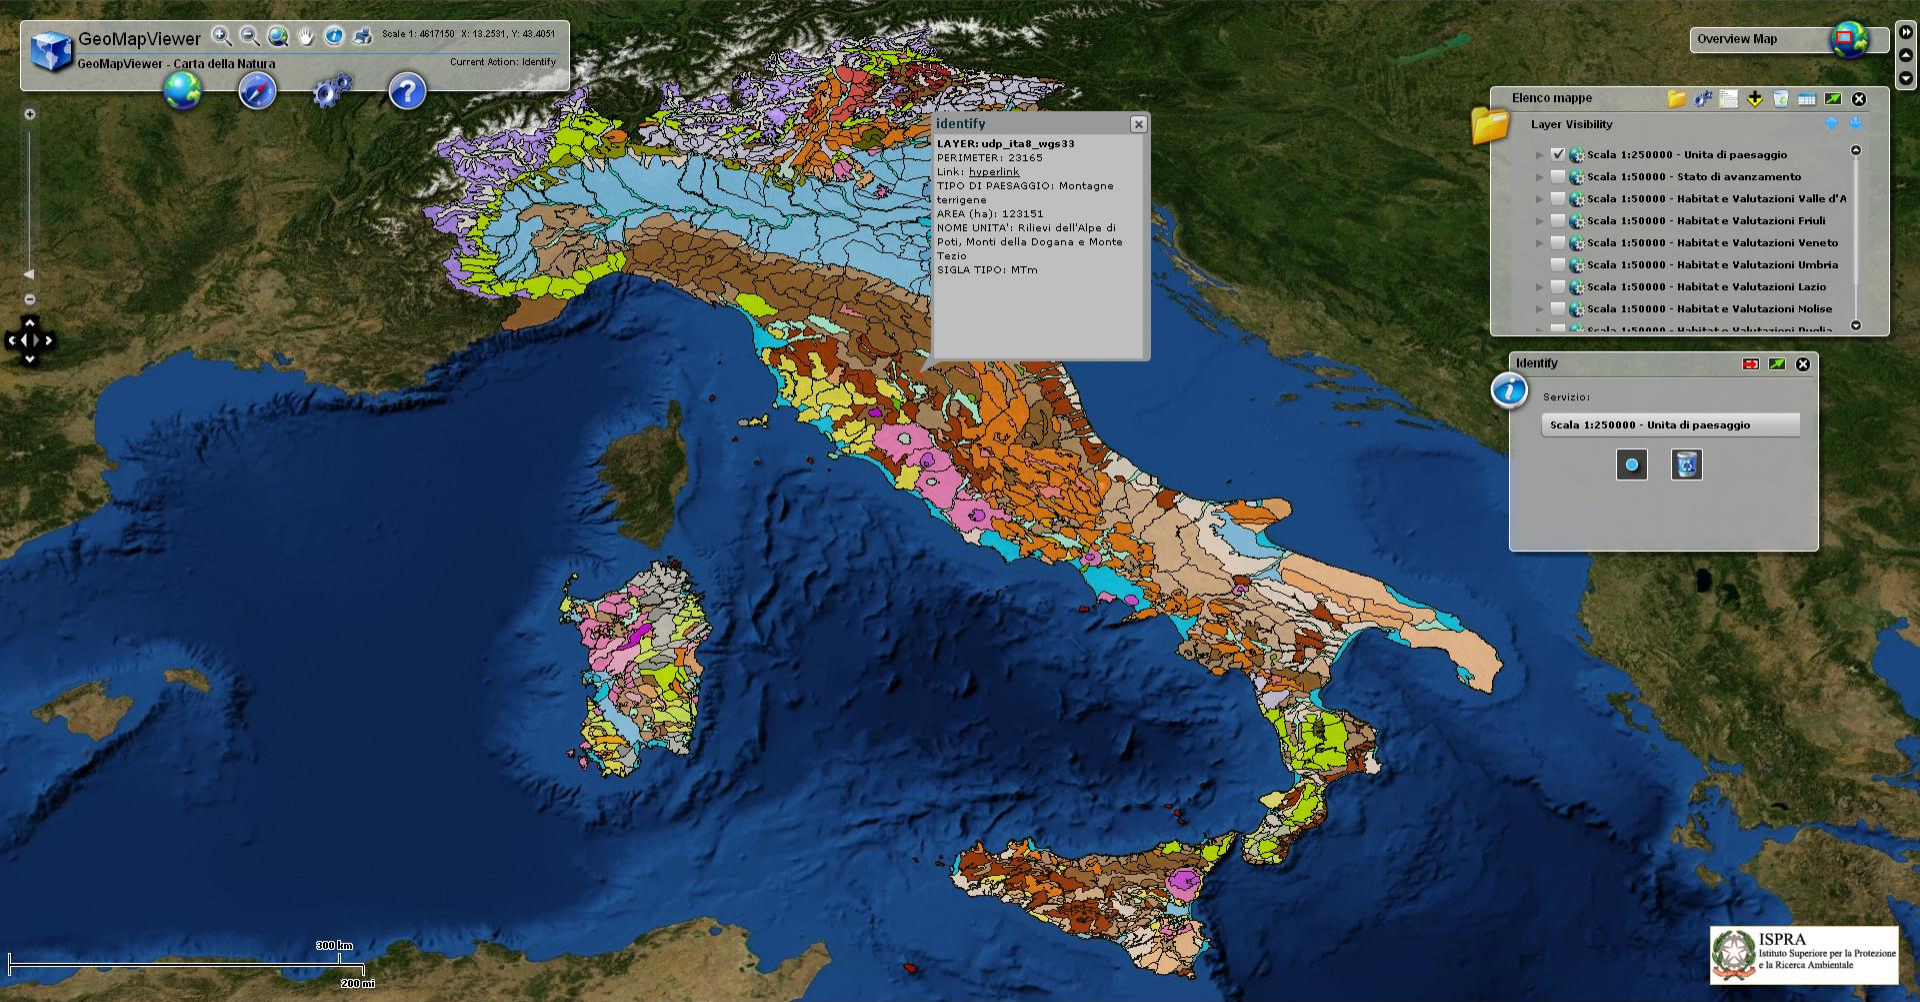 GeoMapViewer
Scale 1: 4617150 X: 13.2531, Y: 43.4051
GeoMapViewer - Carta della Natura
Current Action: Identify
Overview Map
Elenco mappe
Layer Visibility
Scala 1:250000 - Unita di paesaggio
Scala 1:50000 - Stato di avanzamento
Scala 1:50000 - Habitat e Valutazioni Valle d'A
Scala 1:50000 - Habitat e Valutazioni Friuli
Scala 1:50000 - Habitat e Valutazioni Veneto
Scala 1:50000 - Habitat e Valutazioni Umbria
Scala 1:50000 - Habitat e Valutazioni Lazio
Scala 1:50000 - Habitat e Valutazioni Molise
Scala 1:50000 - Habitat e Valutazioni Puglia
identify
LAYER: udp_ita8_wgs33
PERIMETER: 23165
Link: hyperlink
TIPO DI PAESAGGIO: Montagne
terrigene
AREA (ha): 123151
NOME UNITA': Rilievi dell'Alpe di
Poti, Monti della Dogana e Monte
Tezio
SIGLA TIPO: MTm
Identify
Servizio:
Scala 1:250000 - Unita di paesaggio
300 km
200 mi
ISPRA
Istituto Superiore per la Protezione
e la Ricerca Ambientale